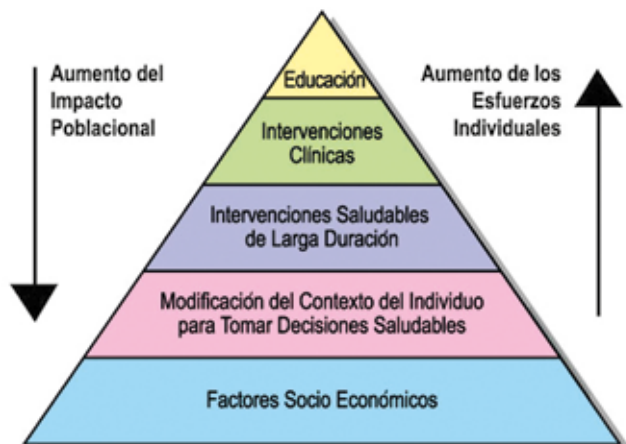 Aumento del
Impacto
Poblacional
Aumento de los
Esfuerzos
Individuales
Educación
Intervenciones
Clínicas
Intervenciones Saludables
de Larga Duración
Modificación del Contexto del Individuo
para Tomar Decisiones Saludables
Factores Socio Económicos